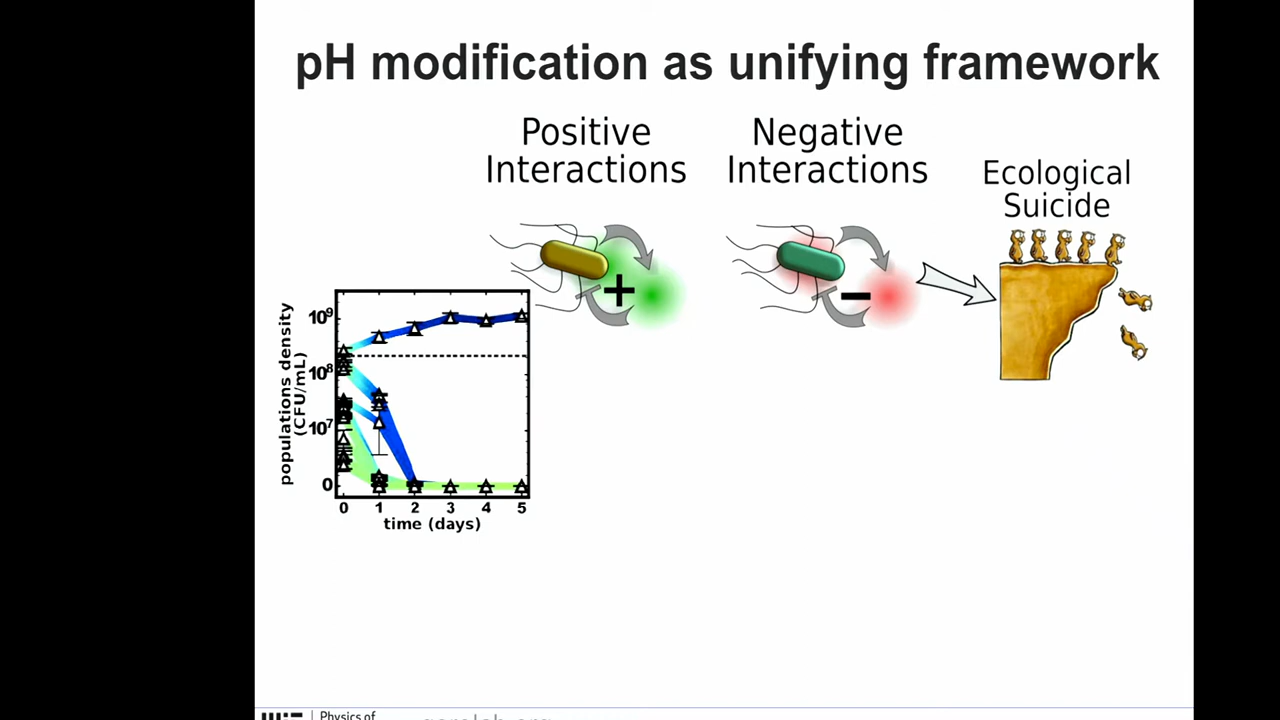 pH modification as unifying framework
Positive
Interactions
Negative
Interactions
Ecological
Suicide
+
−
populations density
(CFU/mL)
10⁹
10⁸
10⁷
0
0 1 2 3 4 5
time (days)
Physics of